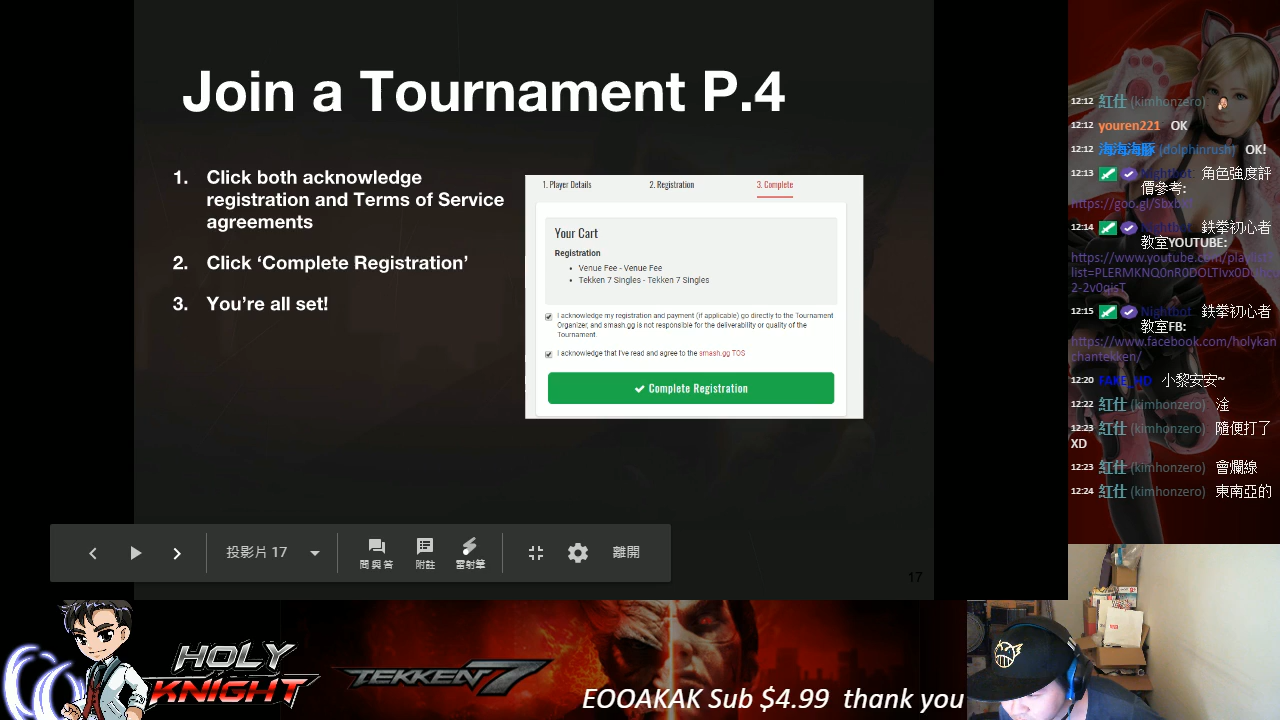 Join a Tournament P.4
1. Click both acknowledge
registration and Terms of Service
agreements
2. Click ‘Complete Registration’
3. You’re all set!
1. Player Details
2. Registration
3. Complete
Your Cart
Registration
Venue Fee - Venue Fee
Tekken 7 Singles - Tekken 7 Singles
I acknowledge my registration and payment (if applicable) go directly to the Tournament
Organizer, and smash.gg is not responsible for the deliverability or quality of the
Tournament.
I acknowledge that I've read and agree to the smash.gg TOS
Complete Registration
投影片 17
問與答
附註
雷射筆
離開
17
12:12 紅仕 (kimhonzero)
12:12 youren221 OK
12:12 海海海豚 (dolphinrush) OK!
12:13 Nightbot. 角色強度評
價參考:
12:14 Nightbot. 鉄拳初心者
教室YOUTUBE:
https://www.youtube.com/playlist?
12:15 Nightbot. 鉄拳初心者
教室FB:
https://www.facebook.com/holykan
chantekken/
12:20 FAKE_HD 小黎安安~
12:22 紅仕 (kimhonzero) 淦
12:23 紅仕 (kimhonzero) 隨便打了
XD
12:23 紅仕 (kimhonzero) 會爛線
12:24 紅仕 (kimhonzero) 東南亞的
HOLY
KNIGHT
TEKKEN 7
EOOAKAK Sub $4.99 thank you